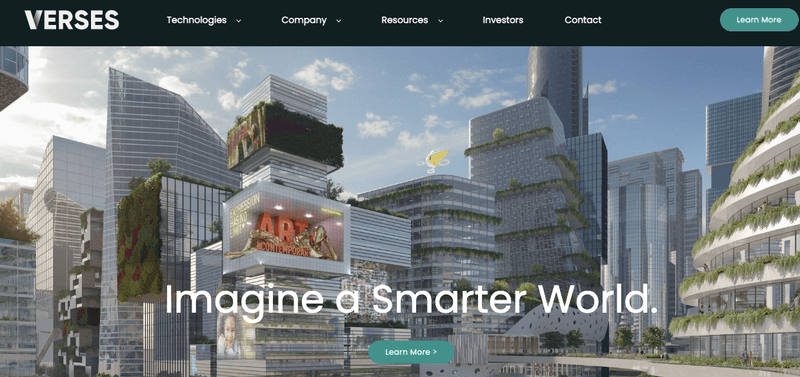 VERSES
Technologies
Company
Resources
Investors
Contact
Learn More
ART
Imagine a Smarter World.
Learn More >